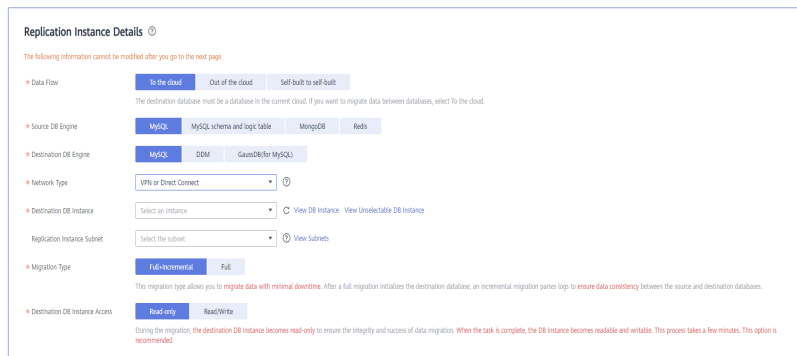 Replication Instance Details ?
The following information cannot be modified after you go to the next page.
* Data Flow To the cloud Out of the cloud Self-built to self-built
The destination database must be a database in the current cloud. If you want to migrate data between databases, select To the cloud.
* Source DB Engine MySQL MySQL schema and logic table MongoDB Redis
* Destination DB Engine MySQL DDM GaussDB(for MySQL)
* Network Type VPN or Direct Connect ?
* Destination DB Instance Select an instance View DB Instance View Unselectable DB Instance
Replication Instance Subnet Select the subnet ? View Subnets
* Migration Type Full+Incremental Full
This migration type allows you to migrate data with minimal downtime. After a full migration initializes the destination database, an incremental migration parses logs to ensure data consistency between the source and destination databases.
* Destination DB Instance Access Read-only Read/Write
During the migration, the destination DB instance becomes read-only to ensure the integrity and success of data migration. When the task is complete, the DB instance becomes readable and writable. This process takes a few minutes. This option is
recommended.